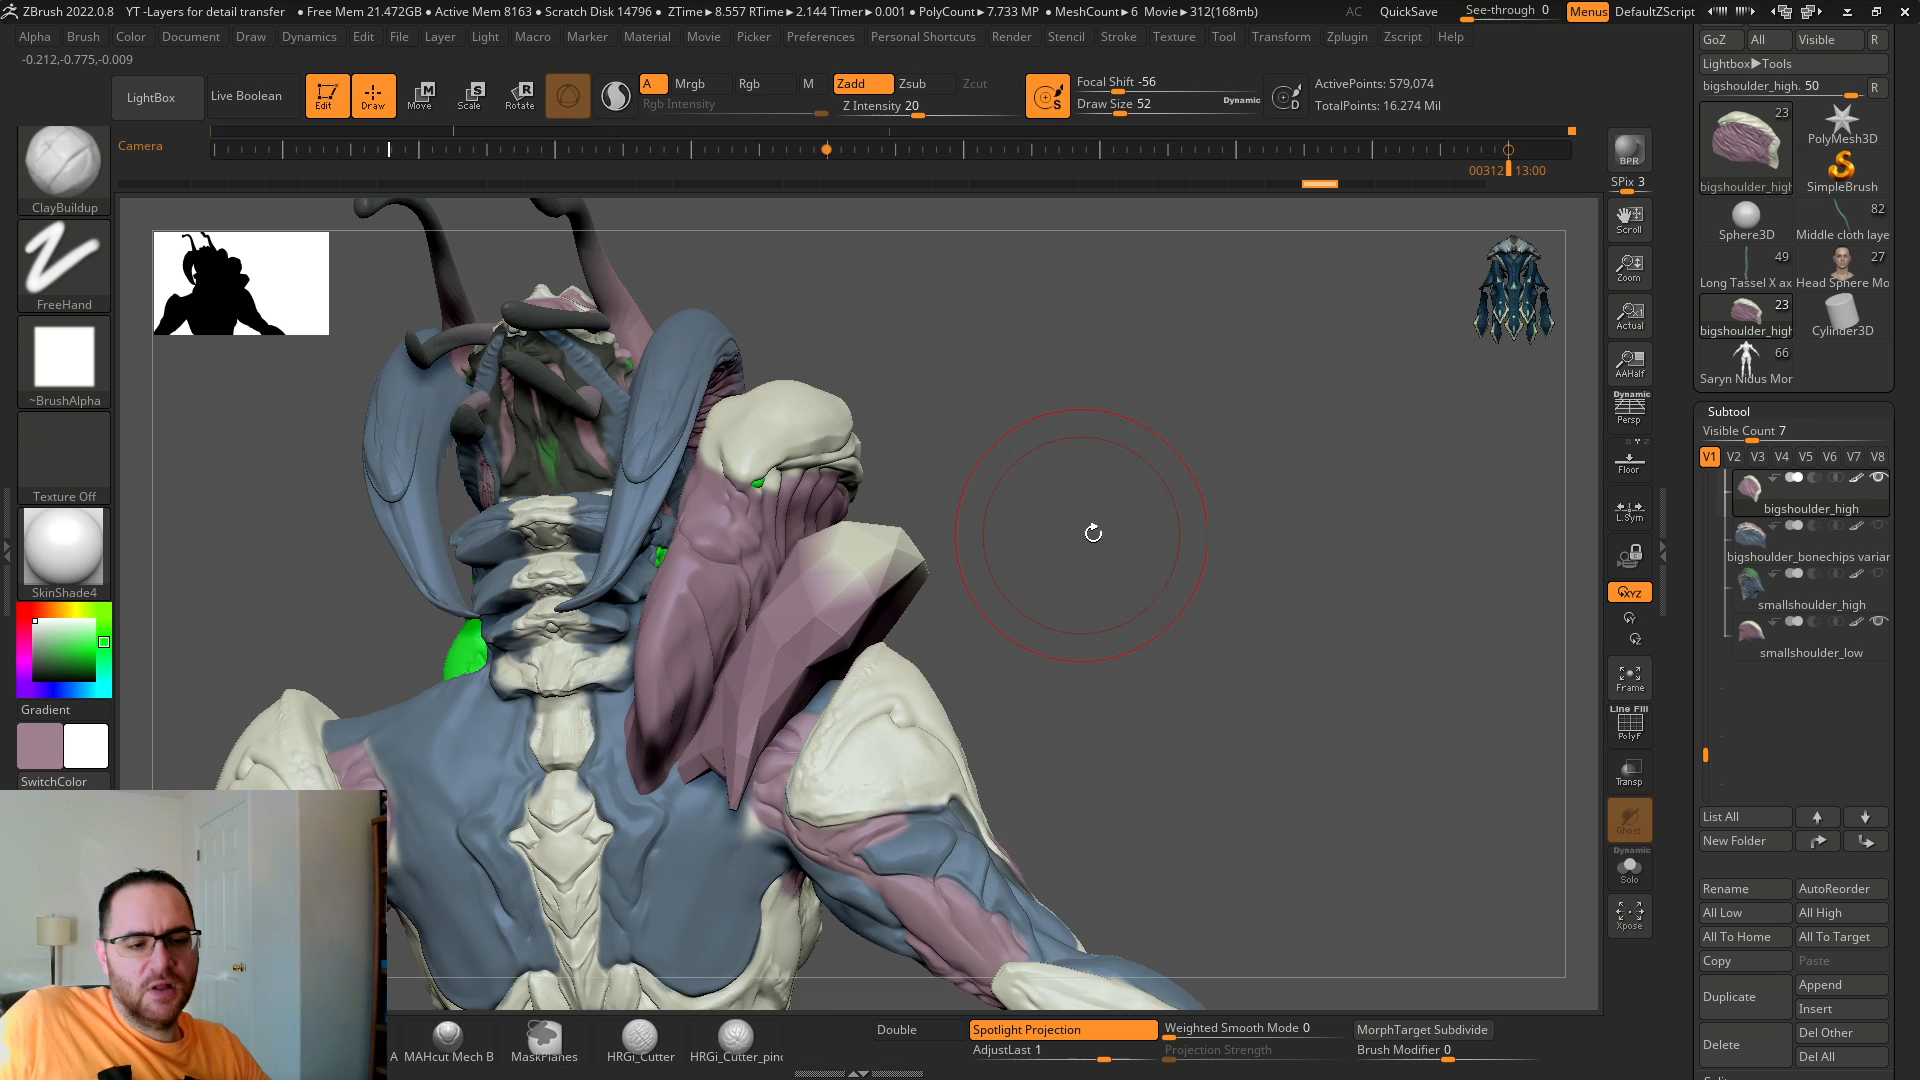 ZBrush 2022.0.8 YT -Layers for detail transfer ● Free Mem 21.472GB ● Active Mem 8163 ● Scratch Disk 14796 ● ZTime►8.557 RTime►2.144 Timer►0.001 ● PolyCount►7.733 MP ● MeshCount►6 Movie►312(168mb) AC QuickSave See-through 0 Menus DefaultZScript
Alpha Brush Color Document Draw Dynamics Edit File Layer Light Macro Marker Material Movie Picker Preferences Personal Shortcuts Render Stencil Stroke Texture Tool Transform Zplugin Zscript Help
-0.212,-0.775,-0.009
LightBox
Live Boolean
Edit
Draw
Move
Scale
Rotate
A Mrgb Rgb M Zadd Zsub Zcut
Rgb Intensity
Z Intensity 20
Focal Shift -56
Draw Size 52
Dynamic
ActivePoints: 579,074
TotalPoints: 16.274 Mil
Camera
00312 13:00
ClayBuildup
FreeHand
~BrushAlpha
Texture Off
SkinShade4
Gradient
SwitchColor
BPR
SPix 3
Scroll
Zoom
Actual
AAHalf
Dynamic
Persp
Floor
L.Sym
XYZ
Frame
Line Fill
PolyF
Transp
Ghost
Dynamic
Solo
Xpose
GoZ All Visible R
Lightbox►Tools
bigshoulder_high. 50 R
23
bigshoulder_high
PolyMesh3D
SimpleBrush
Sphere3D
82
Middle cloth laye
49
Long Tassel X ax
27
Head Sphere Mo
23
bigshoulder_high
Cylinder3D
66
Saryn Nidus Mor
Subtool
Visible Count 7
V1 V2 V3 V4 V5 V6 V7 V8
bigshoulder_high
bigshoulder_bonechips varian
smallshoulder_high
smallshoulder_low
List All
New Folder
Rename AutoReorder
All Low All High
All To Home All To Target
Copy Paste
Duplicate Append
Insert
Delete Del Other
Del All
A MAHcut Mech B
MaskPlanes
HRGi_Cutter
HRGi_Cutter_pinc
Double
Spotlight Projection
AdjustLast 1
Weighted Smooth Mode 0
Projection Strength
MorphTarget Subdivide
Brush Modifier 0